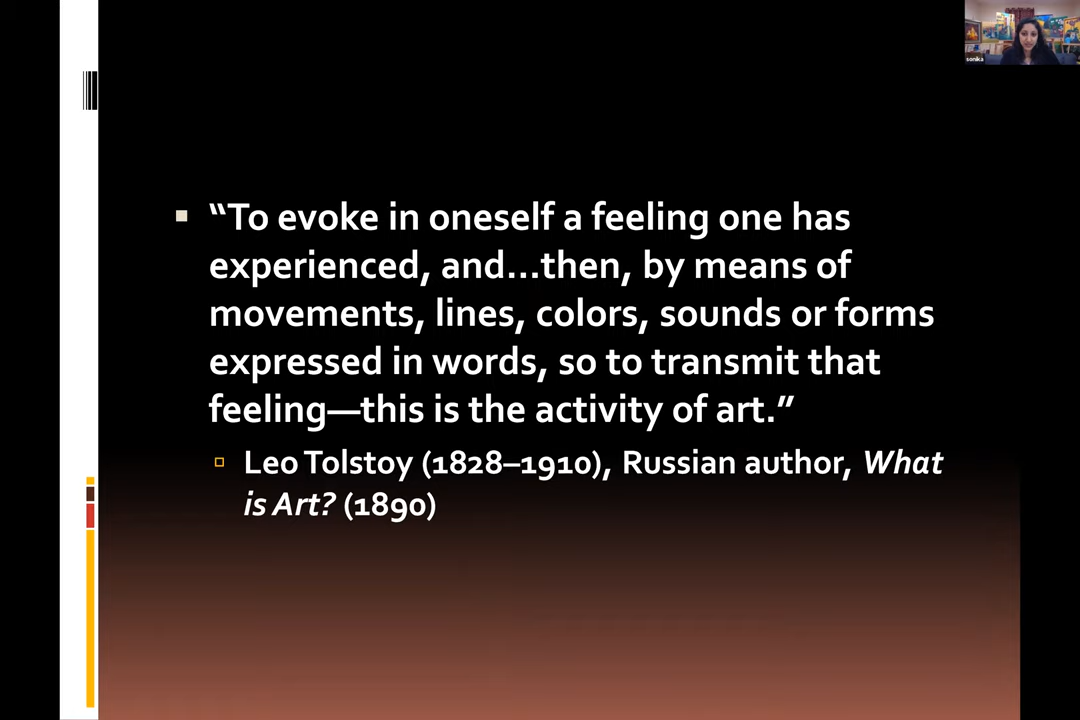 sonika
“To evoke in oneself a feeling one has
experienced, and…then, by means of
movements, lines, colors, sounds or forms
expressed in words, so to transmit that
feeling—this is the activity of art.”
Leo Tolstoy (1828–1910), Russian author, What
is Art? (1890)